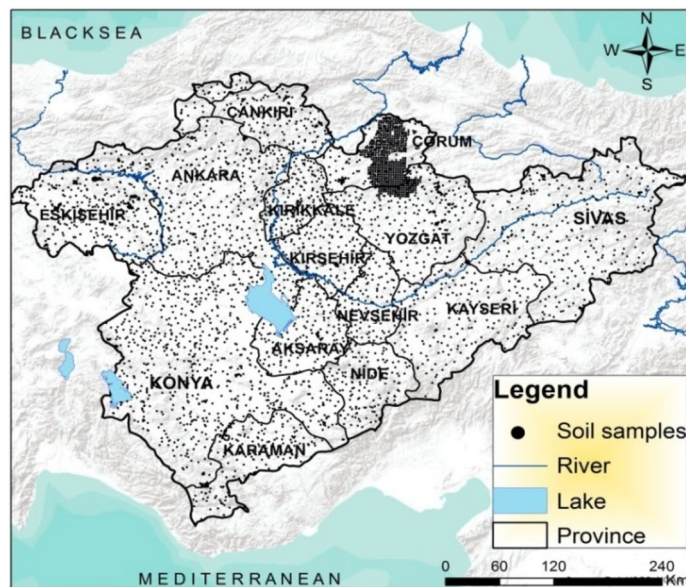 BLACKSEA
N
W E
S
ÇANKIRI
ÇORUM
ANKARA
ESKİŞEHİR
KIRIKKALE
SİVAS
YOZGAT
KIRŞEHİR
NEVŞEHİR
KAYSERİ
AKSARAY
KONYA
NİDE
KARAMAN
Legend
Soil samples
River
Lake
Province
0 60 120 180 240
MEDITERRANEAN